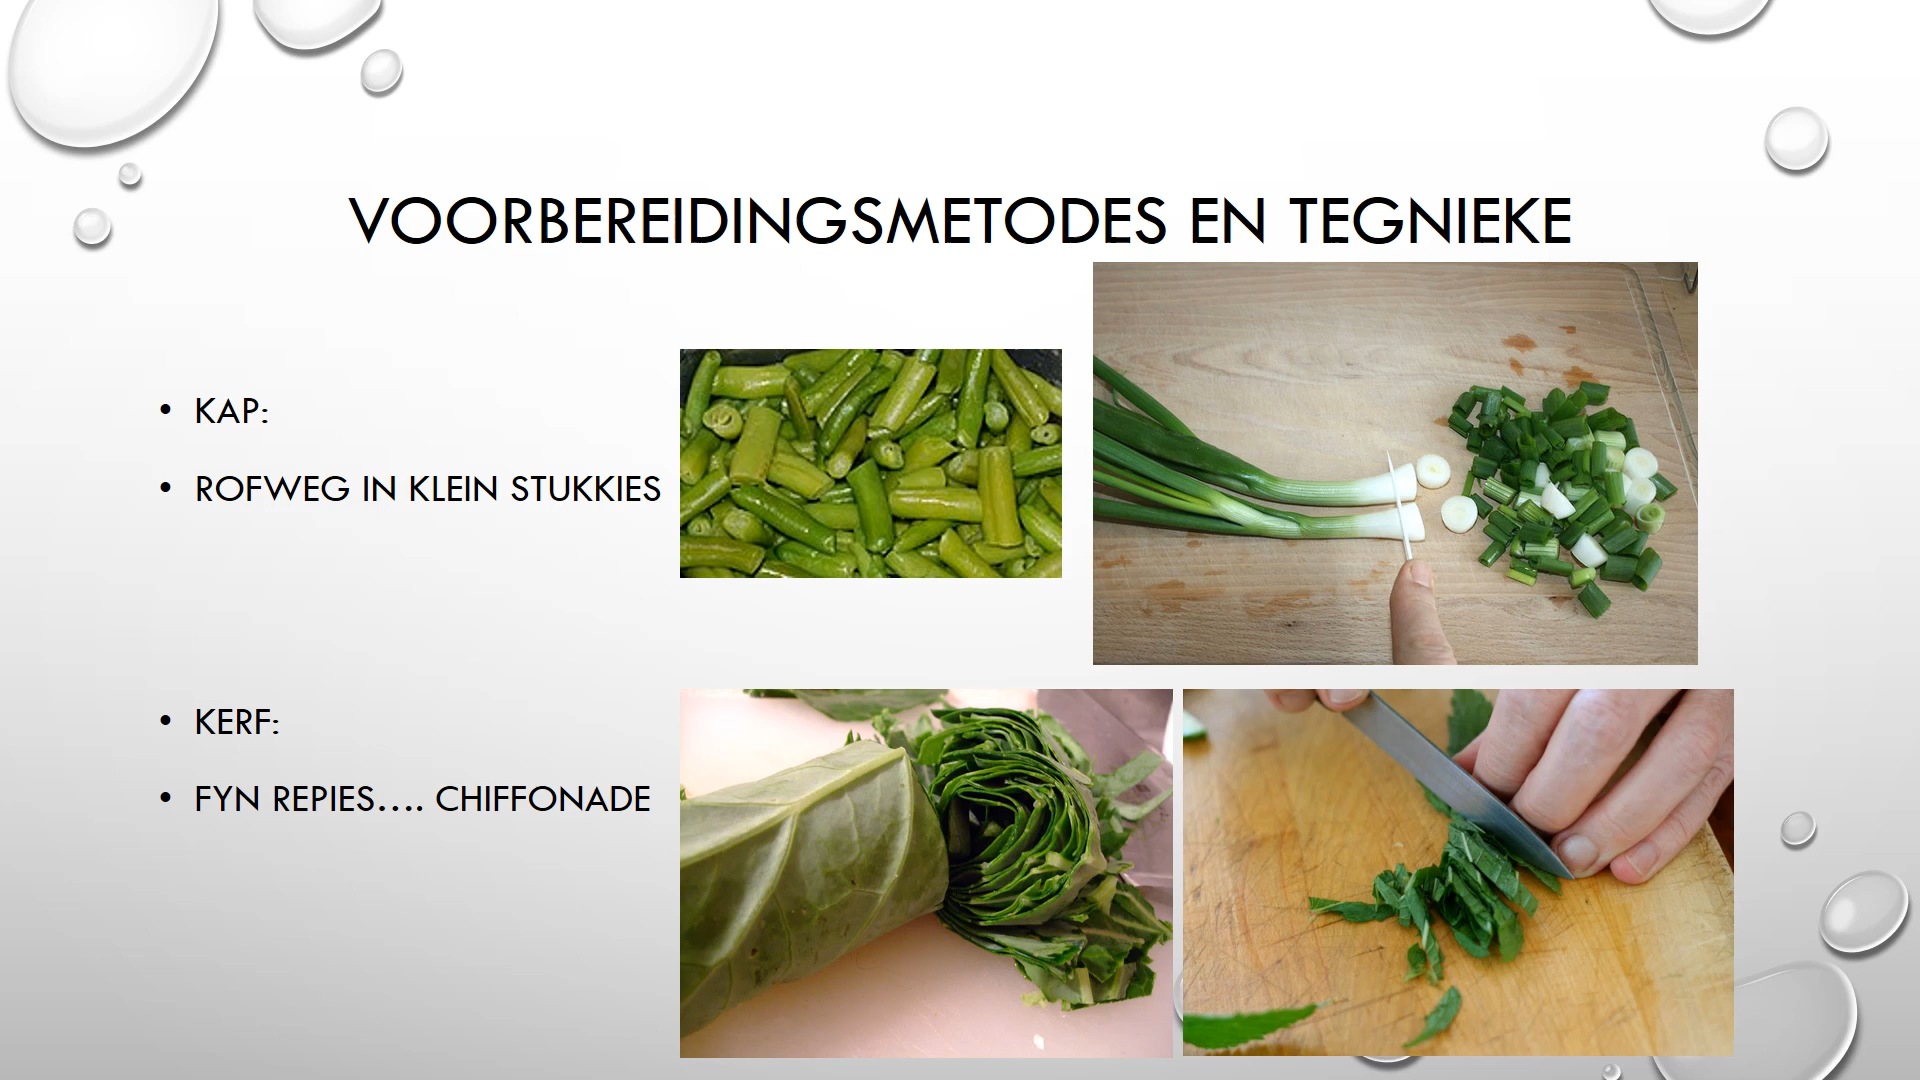 VOORBEREIDINGSMETODES EN TEGNIEKE
• KAP:
• ROFWEG IN KLEIN STUKKIES
• KERF:
• FYN REPIES.... CHIFFONADE